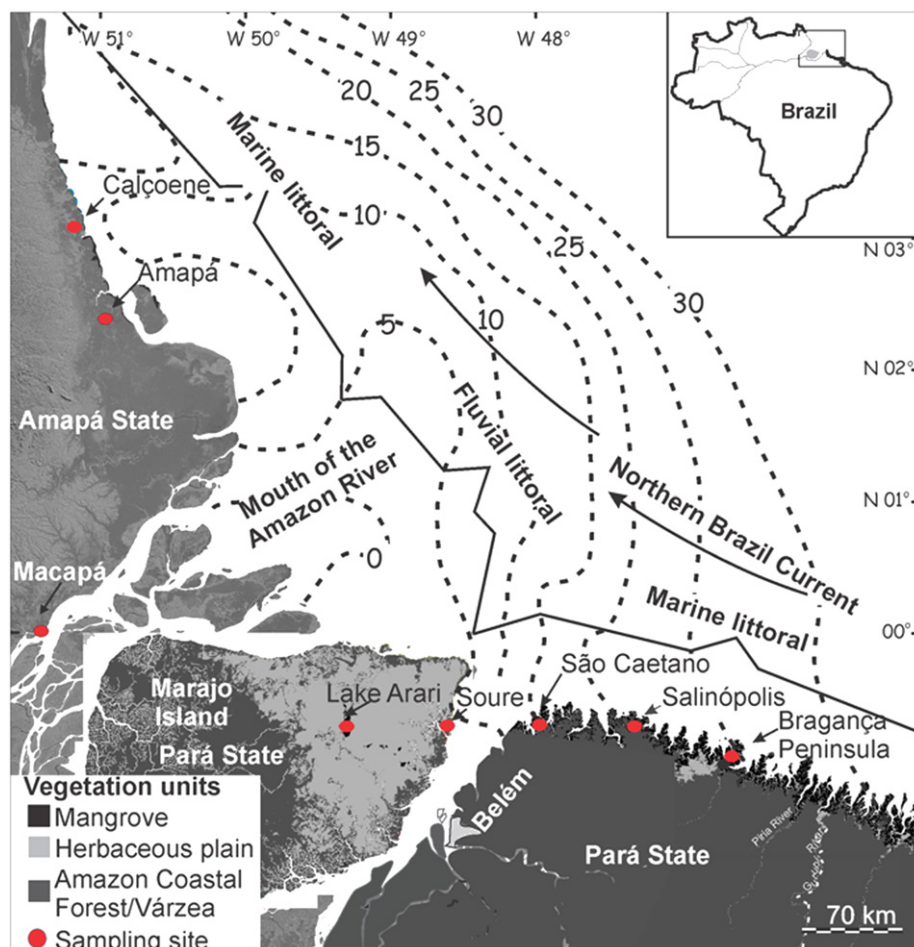 W 51°
W 50°
W 49°
W 48°
20
25
30
15
10
Marine littoral
Brazil
Calçoene
N 03°
25
30
Amapá
5
10
N 02°
Amapá State
Fluvial littoral
Mouth of the
Amazon River
N 01°
Northern Brazil Current
0
Macapá
Marine littoral
00°
São Caetano
Marajo
Island
Lake Arari
Soure
Salinópolis
Bragança
Peninsula
Pará State
Belém
Vegetation units
Mangrove
Herbaceous plain
Amazon Coastal
Forest/Várzea
Sampling site
Pará State
Piria River
River
70 km